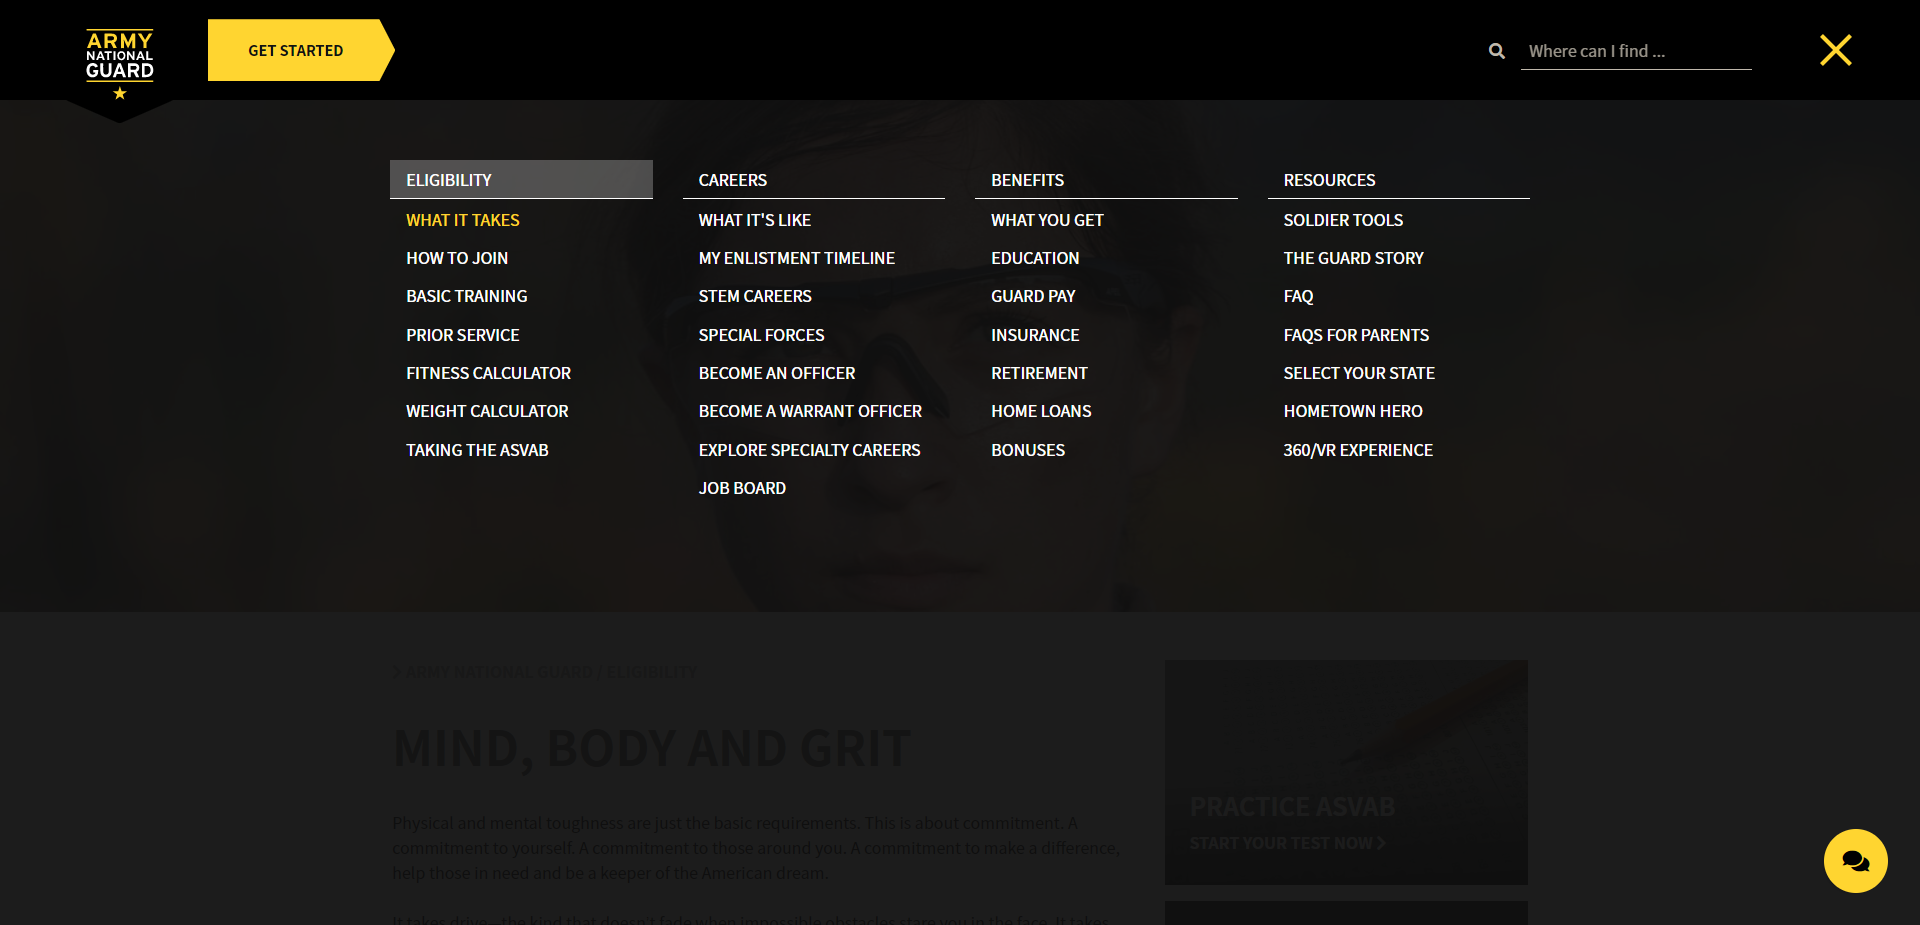 ARMY
NATIONAL
GUARD
GET STARTED
Where can I find ...
ELIGIBILITY
WHAT IT TAKES
HOW TO JOIN
BASIC TRAINING
PRIOR SERVICE
FITNESS CALCULATOR
WEIGHT CALCULATOR
TAKING THE ASVAB
CAREERS
WHAT IT'S LIKE
MY ENLISTMENT TIMELINE
STEM CAREERS
SPECIAL FORCES
BECOME AN OFFICER
BECOME A WARRANT OFFICER
EXPLORE SPECIALTY CAREERS
JOB BOARD
BENEFITS
WHAT YOU GET
EDUCATION
GUARD PAY
INSURANCE
RETIREMENT
HOME LOANS
BONUSES
RESOURCES
SOLDIER TOOLS
THE GUARD STORY
FAQ
FAQS FOR PARENTS
SELECT YOUR STATE
HOMETOWN HERO
360/VR EXPERIENCE
> ARMY NATIONAL GUARD / ELIGIBILITY
MIND, BODY AND GRIT
Physical and mental toughness are just the basic requirements. This is about commitment. A
commitment to yourself. A commitment to those around you. A commitment to make a difference,
help those in need and be a keeper of the American dream.
It takes drive—the kind that doesn't fade when impossible obstacles stare you in the face. It takes
PRACTICE ASVAB
START YOUR TEST NOW >